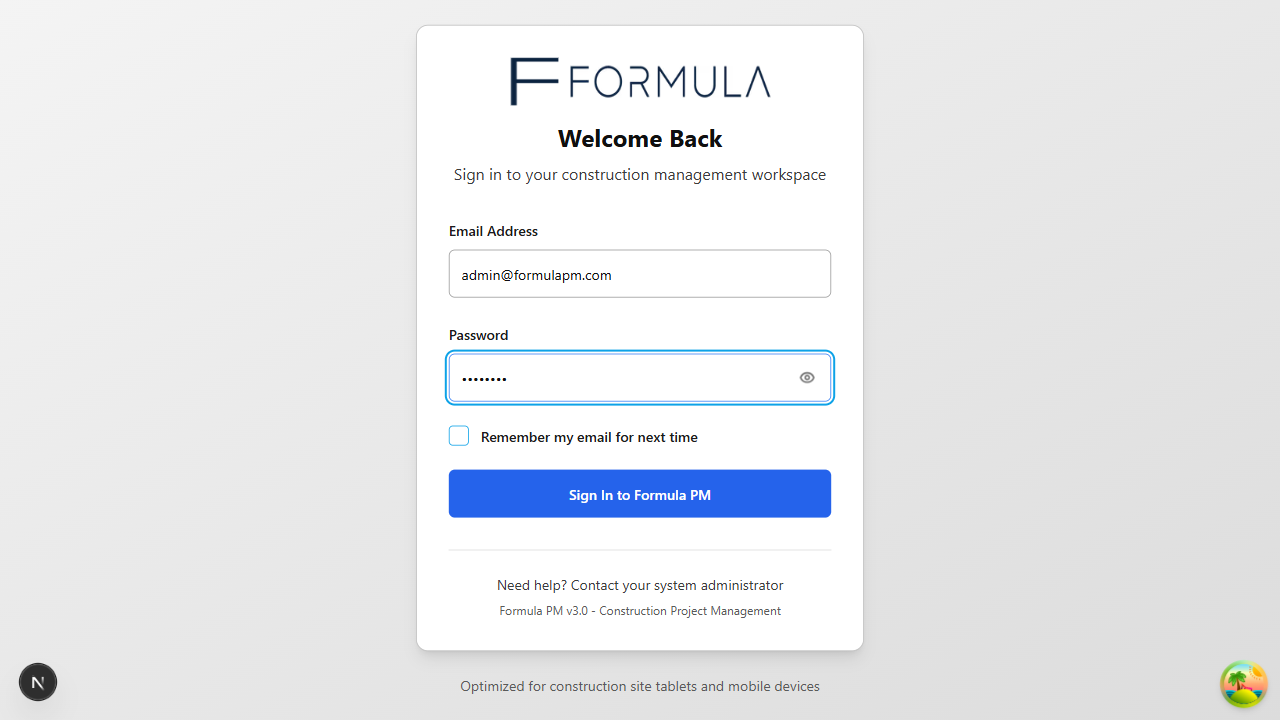 FORMULA
Welcome Back
Sign in to your construction management workspace
Email Address
admin@formulapm.com
Password
••••••••
Remember my email for next time
Sign In to Formula PM
Need help? Contact your system administrator
Formula PM v3.0 - Construction Project Management
N
Optimized for construction site tablets and mobile devices